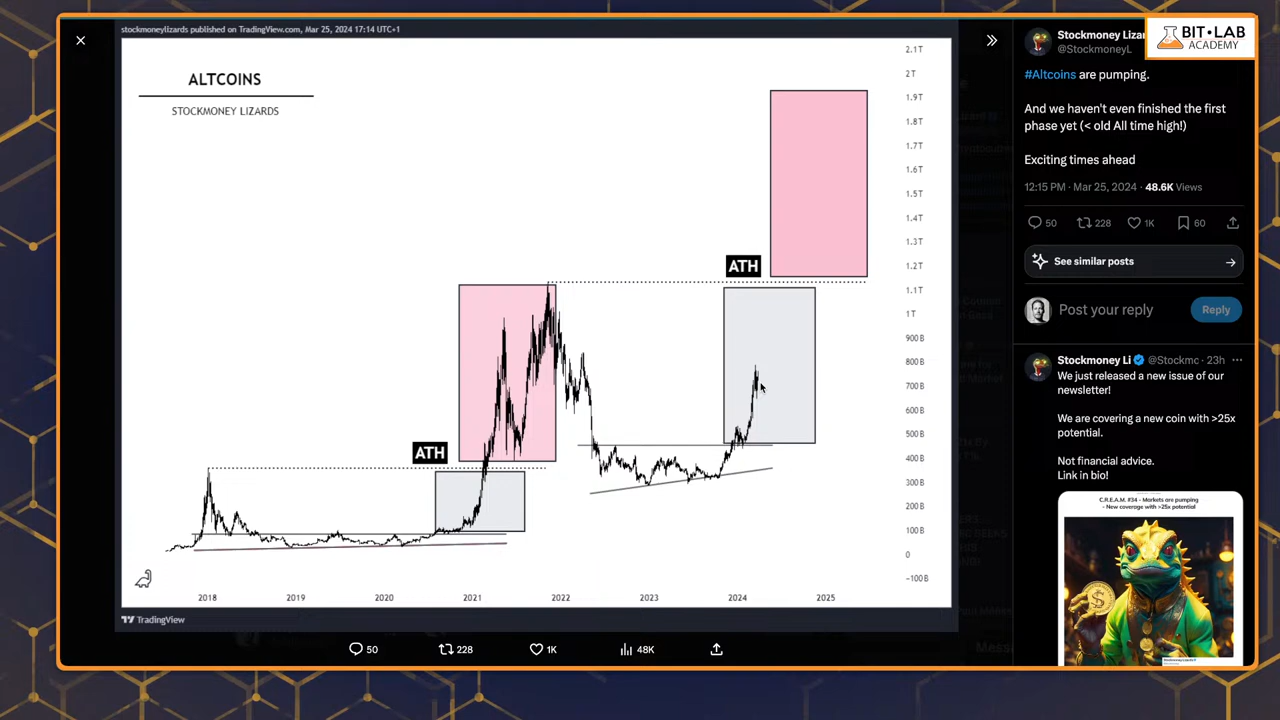 stockmoneylizards published on TradingView.com, Mar 25, 2024 17:14 UTC+1
ALTCOINS
STOCKMONEY LIZARDS
ATH
ATH
2.1T
2T
1.9T
1.8T
1.7T
1.6T
1.5T
1.4T
1.3T
1.2T
1.1T
1T
900B
800B
700B
600B
500B
400B
300B
200B
100B
0
-100B
2018 2019 2020 2021 2022 2023 2024 2025
TradingView
50 228 1K 48K
BIT LAB
ACADEMY
Stockmoney
@StockmoneyL
#Altcoins are pumping.
And we haven't even finished the first
phase yet (< old All time high!)
Exciting times ahead
12:15 PM · Mar 25, 2024 · 48.6K Views
50 228 1K 60
See similar posts
Post your reply
Reply
Stockmoney Li @Stockmc · 23h
We just released a new issue of our
newsletter!
We are covering a new coin with >25x
potential.
Not financial advice.
Link in bio!
C.R.E.A.M. #34 - Markets are pumping
- New coverage with >25x potential